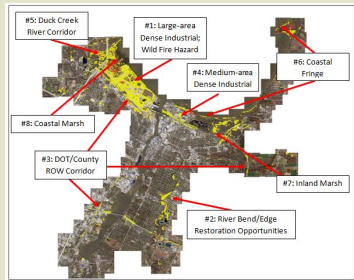 #5: Duck Creek
River Corridor
#1: Large-area
Dense Industrial;
Wild Fire Hazard
#4: Medium-area
Dense Industrial
#6: Coastal
Fringe
#8: Coastal Marsh
#3: DOT/County
ROW Corridor
#7: Inland Marsh
#2: River Bend/Edge
Restoration Opportunities